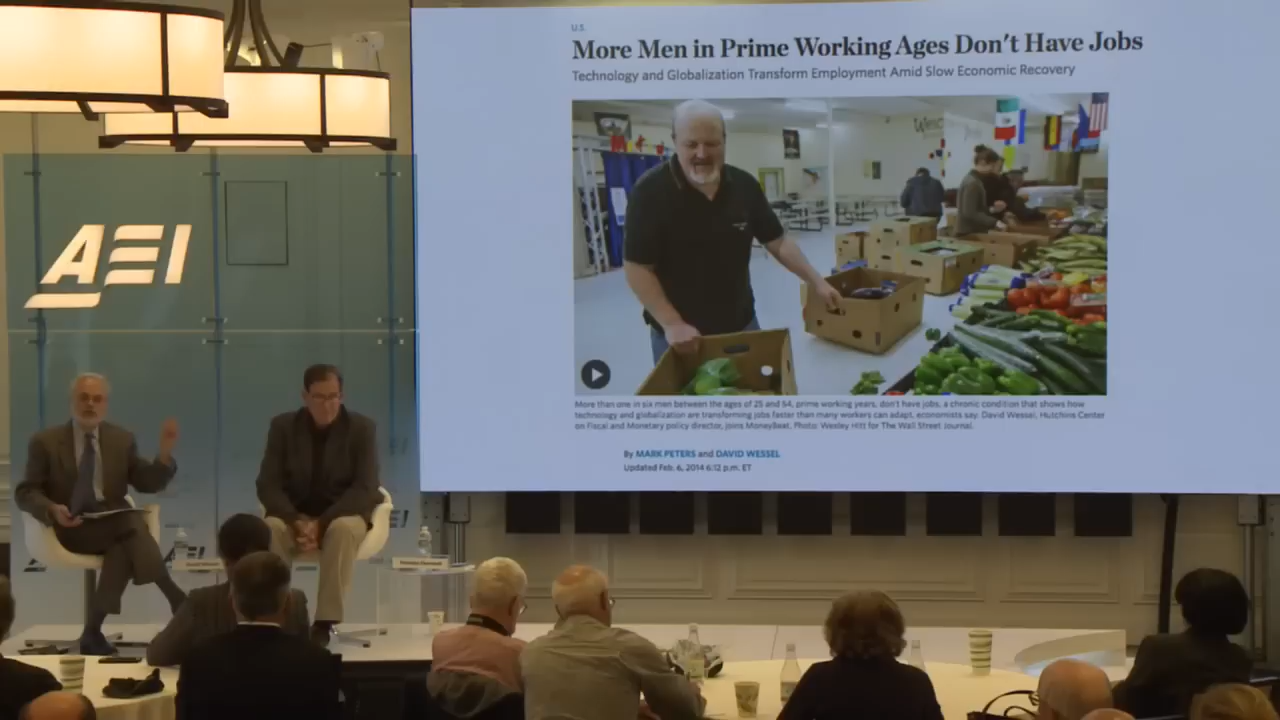 U.S.
More Men in Prime Working Ages Don't Have Jobs
Technology and Globalization Transform Employment Amid Slow Economic Recovery
AEI
More than one in six men between the ages of 25 and 54, prime working years, don't have jobs, a chronic condition that shows how
technology and globalization are transforming jobs faster than many workers can adapt, economists say. David Wessel, Hutchins Center
on Fiscal and Monetary policy director, joins MoneyBeat. Photo: Wesley Hitt for The Wall Street Journal.
By MARK PETERS and DAVID WESSEL
Updated Feb. 6, 2014 6:12 p.m. ET